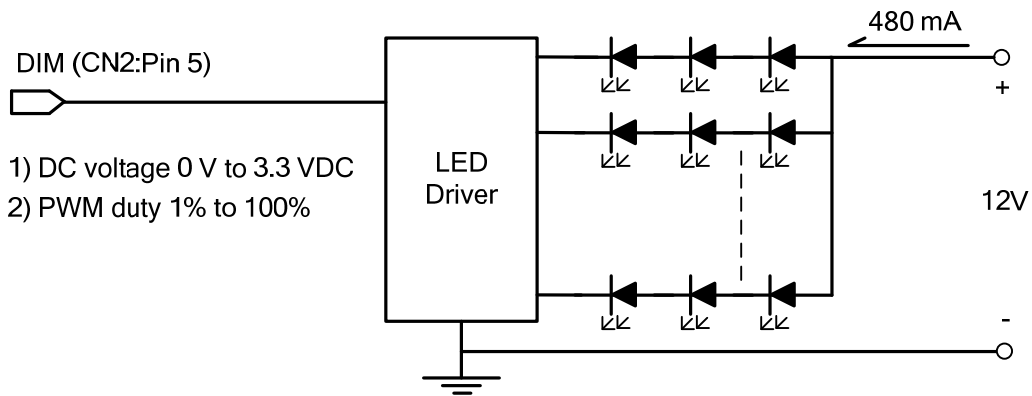 480 mA
DIM (CN2:Pin 5)
+
1) DC voltage 0 V to 3.3 VDC
2) PWM duty 1% to 100%
LED
Driver
12V
-